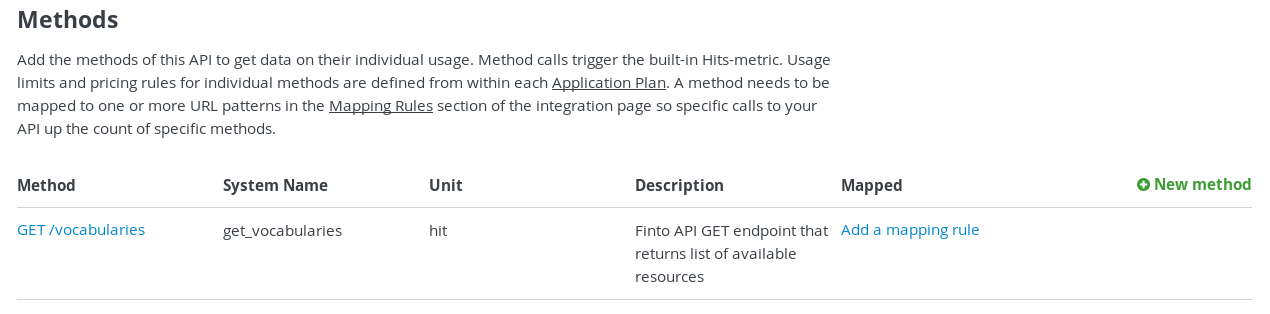 Methods
Add the methods of this API to get data on their individual usage. Method calls trigger the built-in Hits-metric. Usage
limits and pricing rules for individual methods are defined from within each Application Plan. A method needs to be
mapped to one or more URL patterns in the Mapping Rules section of the integration page so specific calls to your
API up the count of specific methods.
Method System Name Unit Description Mapped New method
GET /vocabularies get_vocabularies hit Finto API GET endpoint that Add a mapping rule
returns list of available
resources